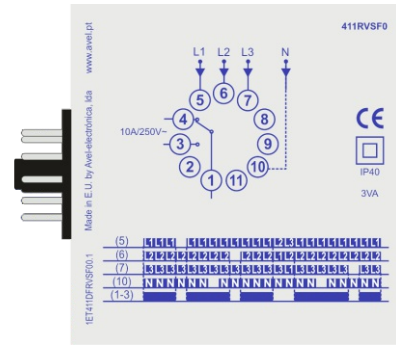 www.avel.pt
Made in E.U. by Avel-electrónica, lda
1ET411DFRVSF00.1
411RVSF0
L1 L2 L3 N
5 6 7
4 8
10A/250V~
3 9
2 10
1 11
CE
IP40
3VA
(5)
(6)
(7)
(10)
(1-3)